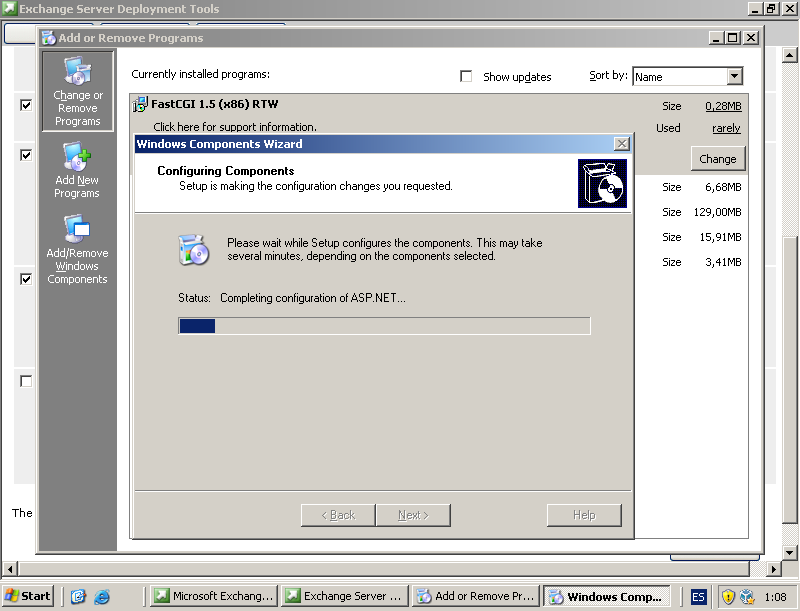 Exchange Server Deployment Tools
Add or Remove Programs
Change or
Remove
Programs
Add New
Programs
Add/Remove
Windows
Components
Currently installed programs:
Show updates
Sort by:
Name
FastCGI 1.5 (x86) RTW
Size
0,28MB
Click here for support information.
Used
rarely
Change
Size
6,68MB
Size
129,00MB
Size
15,91MB
Size
3,41MB
Windows Components Wizard
Configuring Components
Setup is making the configuration changes you requested.
Please wait while Setup configures the components. This may take
several minutes, depending on the components selected.
Status: Completing configuration of ASP.NET...
< Back
Next >
Help
The
Start
Microsoft Exchang...
Exchange Server ...
Add or Remove Pr...
Windows Comp...
ES
1:08